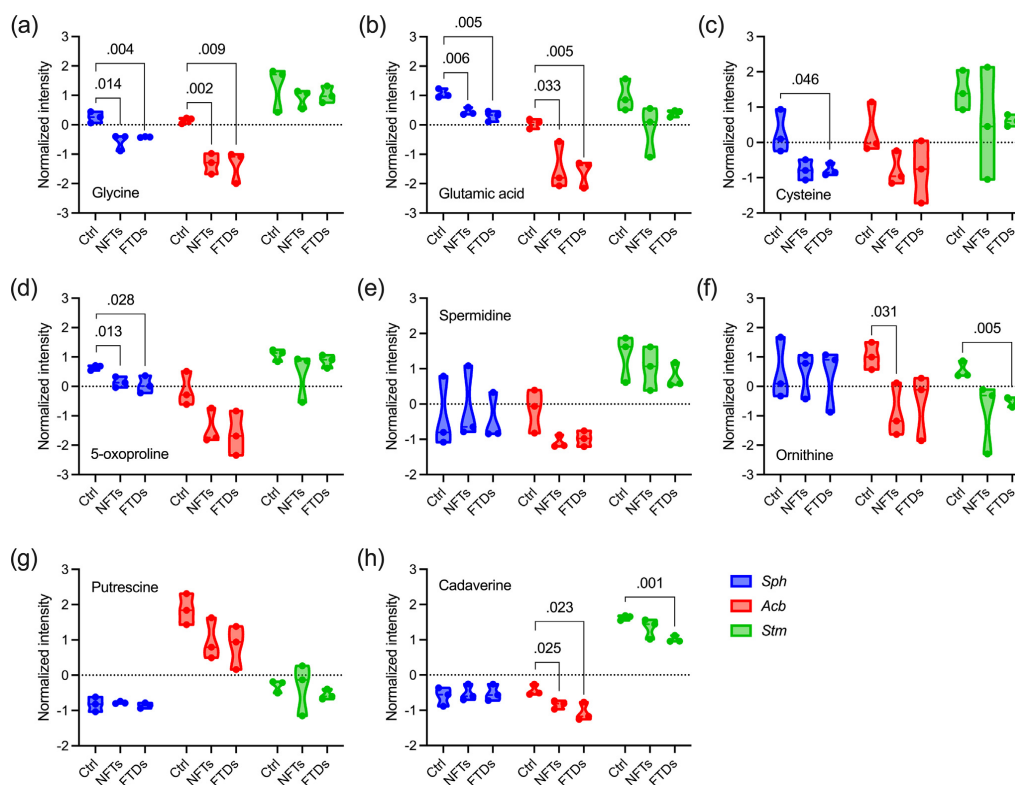 (a)
Normalized intensity
3
2
1
0
-1
-2
-3
.004
.014
.009
.002
Glycine
Ctrl
NFTs
FTDs
Ctrl
NFTs
FTDs
Ctrl
NFTs
FTDs
(b)
Normalized intensity
3
2
1
0
-1
-2
-3
.005
.006
.005
.033
Glutamic acid
Ctrl
NFTs
FTDs
Ctrl
NFTs
FTDs
Ctrl
NFTs
FTDs
(c)
Normalized intensity
3
2
1
0
-1
-2
.046
Cysteine
Ctrl
NFTs
FTDs
Ctrl
NFTs
FTDs
Ctrl
NFTs
FTDs
(d)
Normalized intensity
3
2
1
0
-1
-2
-3
.028
.013
5-oxoproline
Ctrl
NFTs
FTDs
Ctrl
NFTs
FTDs
Ctrl
NFTs
FTDs
(e)
Normalized intensity
3
2
1
0
-1
-2
Spermidine
Ctrl
NFTs
FTDs
Ctrl
NFTs
FTDs
Ctrl
NFTs
FTDs
(f)
Normalized intensity
3
2
1
0
-1
-2
-3
.031
.005
Ornithine
Ctrl
NFTs
FTDs
Ctrl
NFTs
FTDs
Ctrl
NFTs
FTDs
(g)
Normalized intensity
3
2
1
0
-1
-2
Putrescine
Ctrl
NFTs
FTDs
Ctrl
NFTs
FTDs
Ctrl
NFTs
FTDs
(h)
Normalized intensity
3
2
1
0
-1
-2
Cadaverine
.001
.023
.025
Ctrl
NFTs
FTDs
Ctrl
NFTs
FTDs
Ctrl
NFTs
FTDs
Sph
Acb
Stm